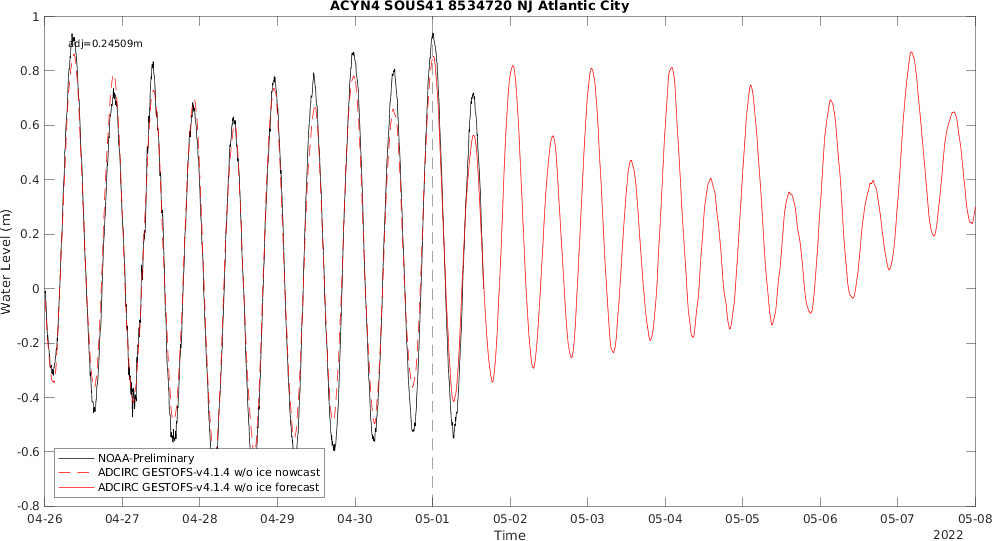 ACYN4 SOUS41 8534720 NJ Atlantic City
adj=0.24509m
Water Level (m)
1
0.8
0.6
0.4
0.2
0
-0.2
-0.4
-0.6
-0.8
NOAA-Preliminary
ADCIRC GESTOFS-v4.1.4 w/o ice nowcast
ADCIRC GESTOFS-v4.1.4 w/o ice forecast
04-26 04-27 04-28 04-29 04-30 05-01 05-02 05-03 05-04 05-05 05-06 05-07 05-08
Time
2022